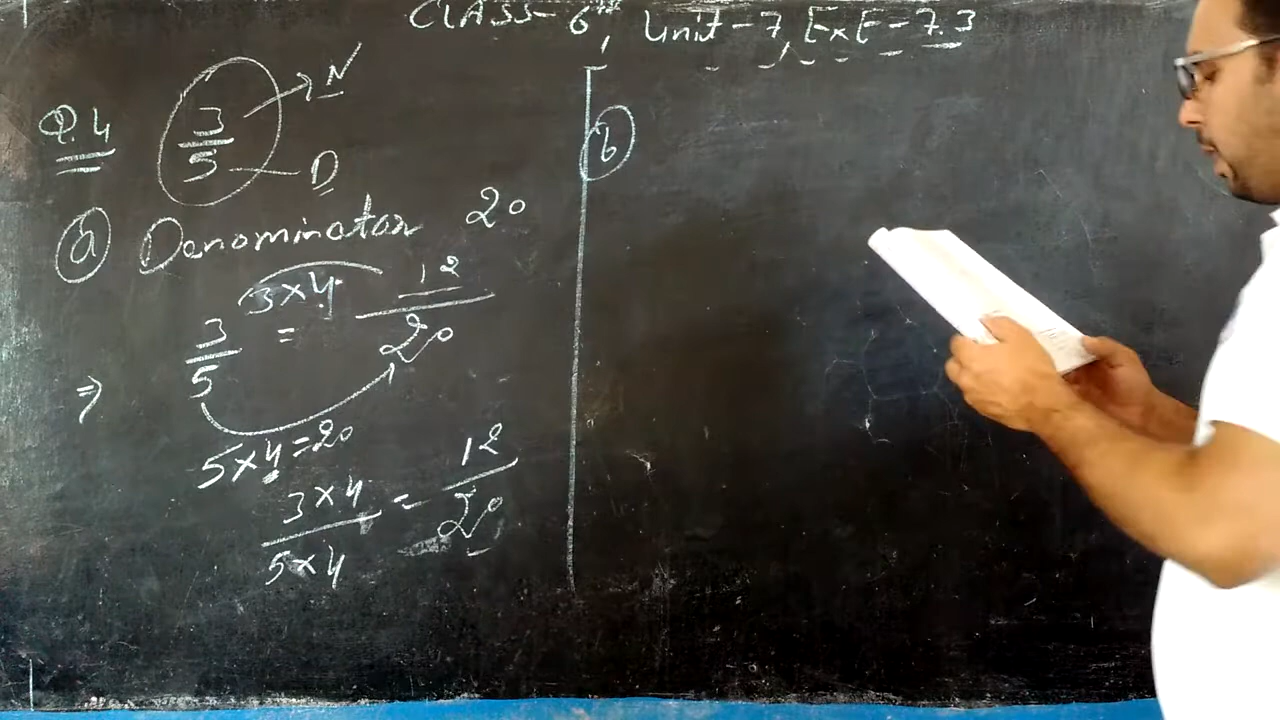 CLASS-6th, Unit-7, ExE-7.3
Q.4 3/5 N
D
(a) Denominator 20
3×4 12
⇒ 3/5 = /20
5×4=20
3×4/5×4 = 12/20
(b)